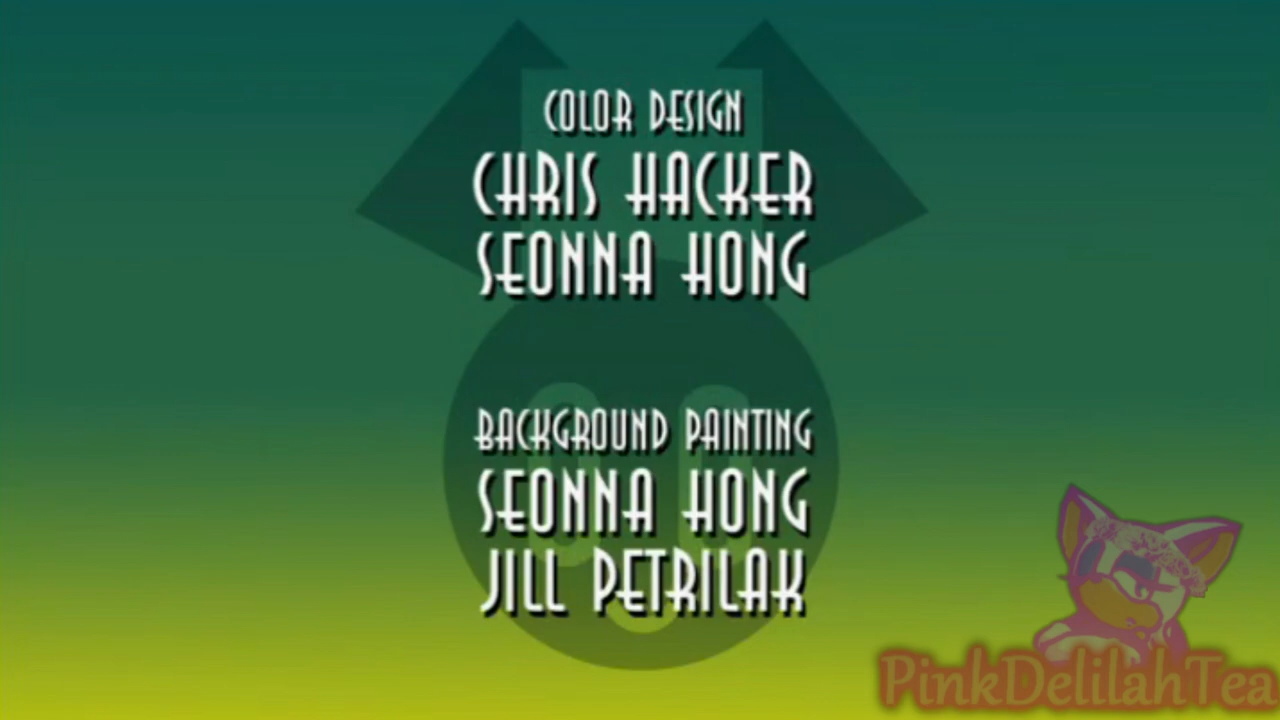 COLOR DESIGN
CHRIS HACKER
SEONNA HONG
BACKGROUND PAINTING
SEONNA HONG
JILL PETRILAK
PinkDelilahTea